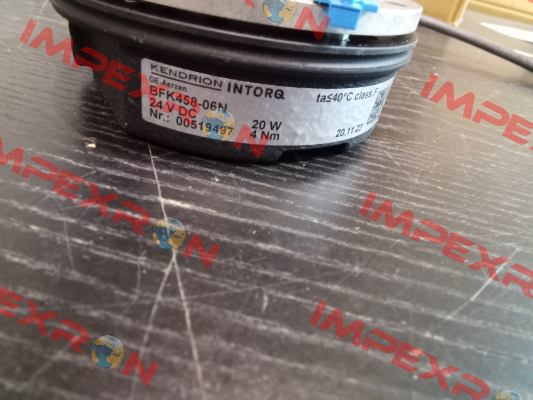 KENDRION INTORQ
DE Aerzen
BFK458-06N
24 V DC 20 W
Nr.: 00519497 4 Nm
ta≤40°C class F
20.11.22
IMPEXRON
IMPEXRON
IMPEXRON
IMPEXRON
IMPEXRON